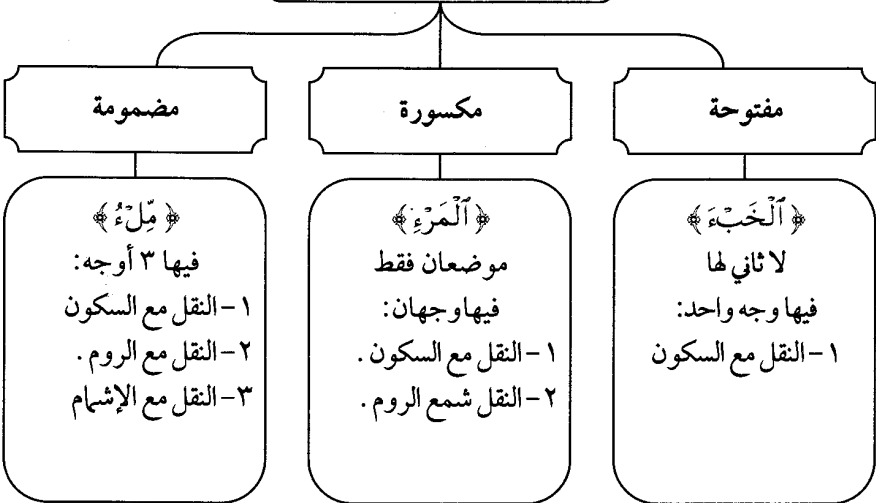 مفتوحة
﴿ ٱلْخَبْءَ ﴾
لا ثاني لها
فيها وجه واحد:
١- النقل مع السكون
مكسورة
﴿ ٱلْمَرْءِ ﴾
موضعان فقط
فيها وجهان:
١- النقل مع السكون .
٢- النقل شمع الروم .
مضمومة
﴿ مِّلْءُ ﴾
فيها ٣ أوجه:
١- النقل مع السكون
٢- النقل مع الروم .
٣- النقل مع الإشمام